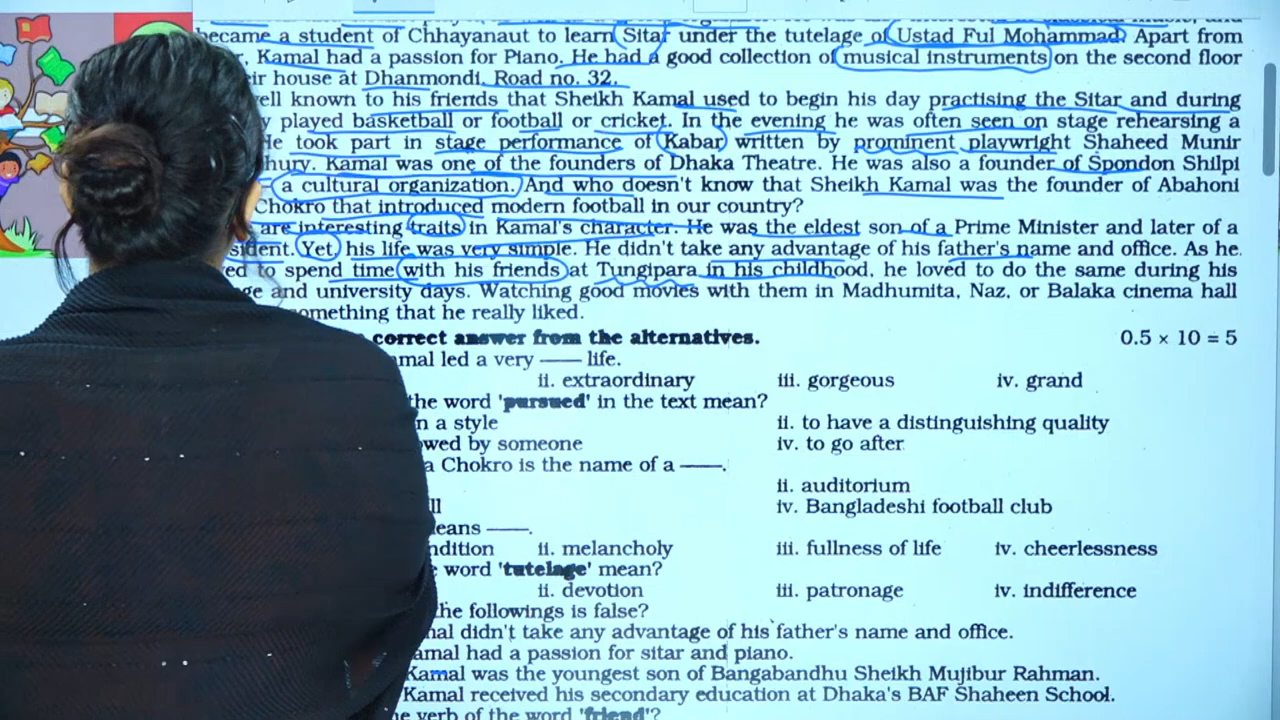 became a student of Chhayanaut to learn Sitar under the tutelage of Ustad Ful Mohammad. Apart from
Kamal had a passion for Piano. He had a good collection of musical instruments on the second floor
house at Dhanmondi, Road no. 32.
known to his friends that Sheikh Kamal used to begin his day practising the Sitar and during
played basketball or football or cricket. In the evening he was often seen on stage rehearsing a
He took part in stage performance of Kabar written by prominent playwright Shaheed Munir
Kamal was one of the founders of Dhaka Theatre. He was also a founder of Spondon Shilpi
a cultural organization. And who doesn't know that Sheikh Kamal was the founder of Abahoni
Chokro that introduced modern football in our country?
are interesting traits in Kamal's character. He was the eldest son of a Prime Minister and later of a
Yet, his life was very simple. He didn't take any advantage of his father's name and office. As he
to spend time with his friends at Tungipara in his childhood, he loved to do the same during his
and university days. Watching good movies with them in Madhumita, Naz, or Balaka cinema hall
something that he really liked.
correct answer from the alternatives. 0.5 × 10 = 5
led a very —— life.
ii. extraordinary iii. gorgeous iv. grand
the word 'pursued' in the text mean?
a style ii. to have a distinguishing quality
by someone iv. to go after
Chokro is the name of a ——.
ii. auditorium
iv. Bangladeshi football club
——.
ii. melancholy iii. fullness of life iv. cheerlessness
word 'tutelage' mean?
ii. devotion iii. patronage iv. indifference
the followings is false?
didn't take any advantage of his father's name and office.
had a passion for sitar and piano.
Kamal was the youngest son of Bangabandhu Sheikh Mujibur Rahman.
Kamal received his secondary education at Dhaka's BAF Shaheen School.
verb of the word 'friend'?